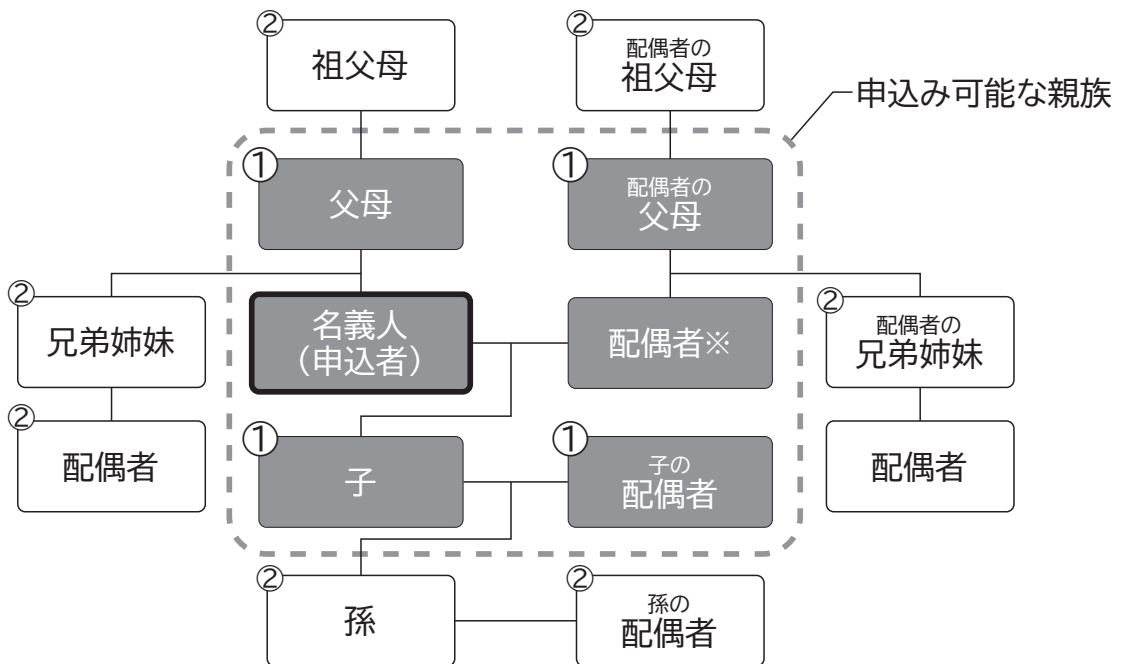 ②
祖父母
②
配偶者の
祖父母
申込み可能な親族
①
父母
①
配偶者の
父母
②
兄弟姉妹
名義人
（申込者）
配偶者※
②
配偶者の
兄弟姉妹
②
配偶者
①
子
①
子の
配偶者
配偶者
②
孫
②
孫の
配偶者